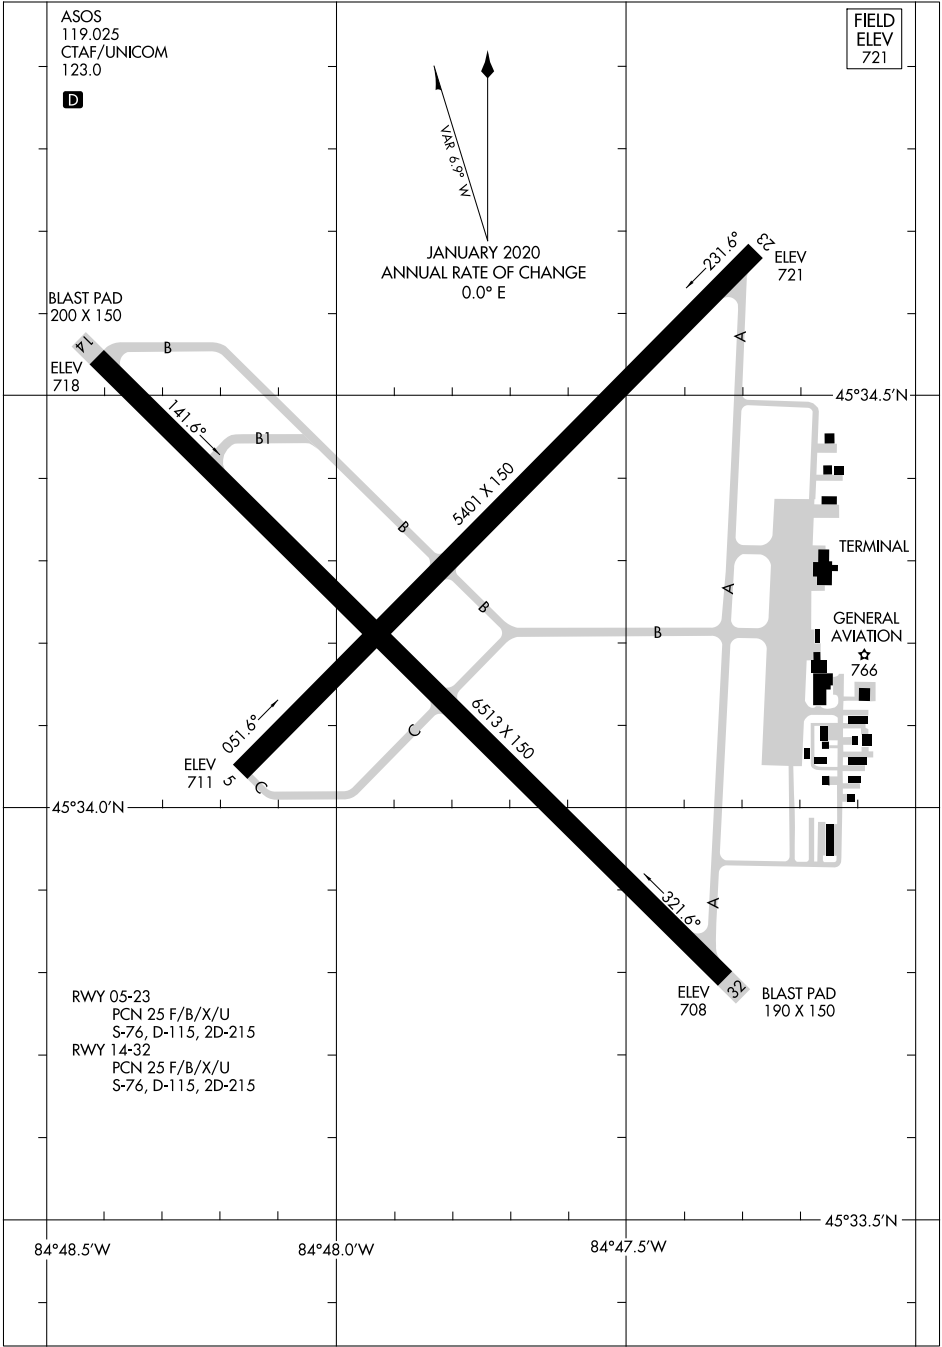 ASOS
119.025
CTAF/UNICOM
123.0
D
FIELD
ELEV
721
VAR 6.9° W
JANUARY 2020
ANNUAL RATE OF CHANGE
0.0° E
231.6°
23
ELEV
721
BLAST PAD
200 X 150
14
ELEV
718
B
A
45°34.5'N
141.6°
B1
5401 X 150
B
TERMINAL
A
B
B
GENERAL
AVIATION
766
051.6°
6513 X 150
C
ELEV
711
5
C
45°34.0'N
321.6°
A
ELEV
708
32
BLAST PAD
190 X 150
RWY 05-23
PCN 25 F/B/X/U
S-76, D-115, 2D-215
RWY 14-32
PCN 25 F/B/X/U
S-76, D-115, 2D-215
45°33.5'N
84°48.5'W
84°48.0'W
84°47.5'W